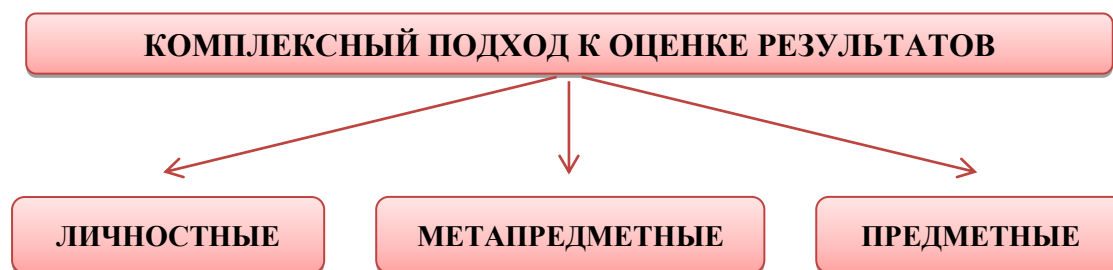 КОМПЛЕКСНЫЙ ПОДХОД К ОЦЕНКЕ РЕЗУЛЬТАТОВ
ЛИЧНОСТНЫЕ
МЕТАПРЕДМЕТНЫЕ
ПРЕДМЕТНЫЕ